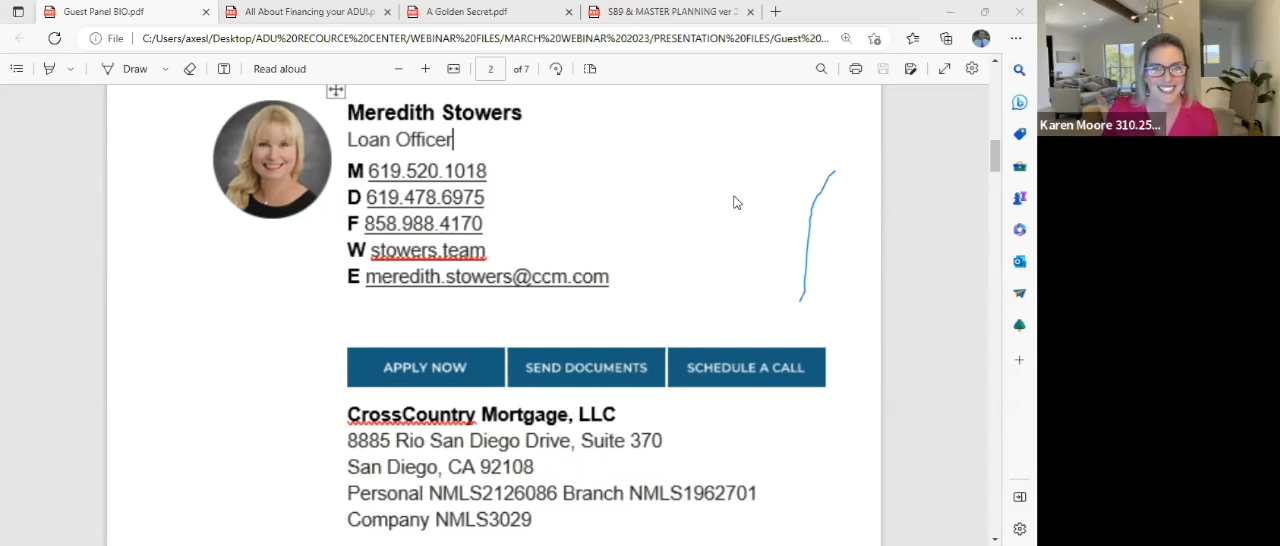 Guest Panel BIO.pdf
All About Financing your ADU!.p
A Golden Secret.pdf
SB9 & MASTER PLANNING ver 2
File
C:/Users/axesl/Desktop/ADU%20RECOURCE%20CENTER/WEBINAR%20FILES/MARCH%20WEBINAR%202023/PRESENTATION%20FILES/Guest%20...
Draw
Read aloud
2 of 7
Karen Moore 310.25...
Meredith Stowers
Loan Officer
M 619.520.1018
D 619.478.6975
F 858.988.4170
W stowers.team
E meredith.stowers@ccm.com
APPLY NOW SEND DOCUMENTS SCHEDULE A CALL
CrossCountry Mortgage, LLC
8885 Rio San Diego Drive, Suite 370
San Diego, CA 92108
Personal NMLS2126086 Branch NMLS1962701
Company NMLS3029